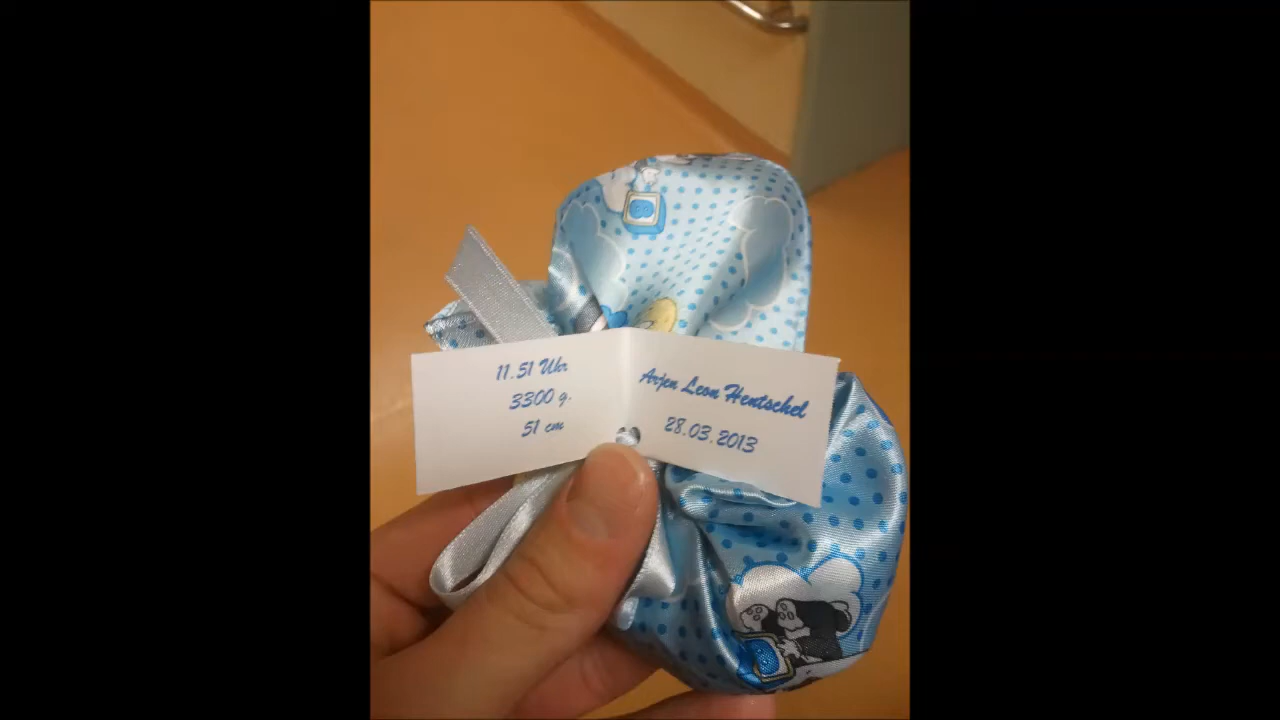 11.51 Uhr
3300 g.
51 cm
Arjen Leon Hentschel
28.03.2013